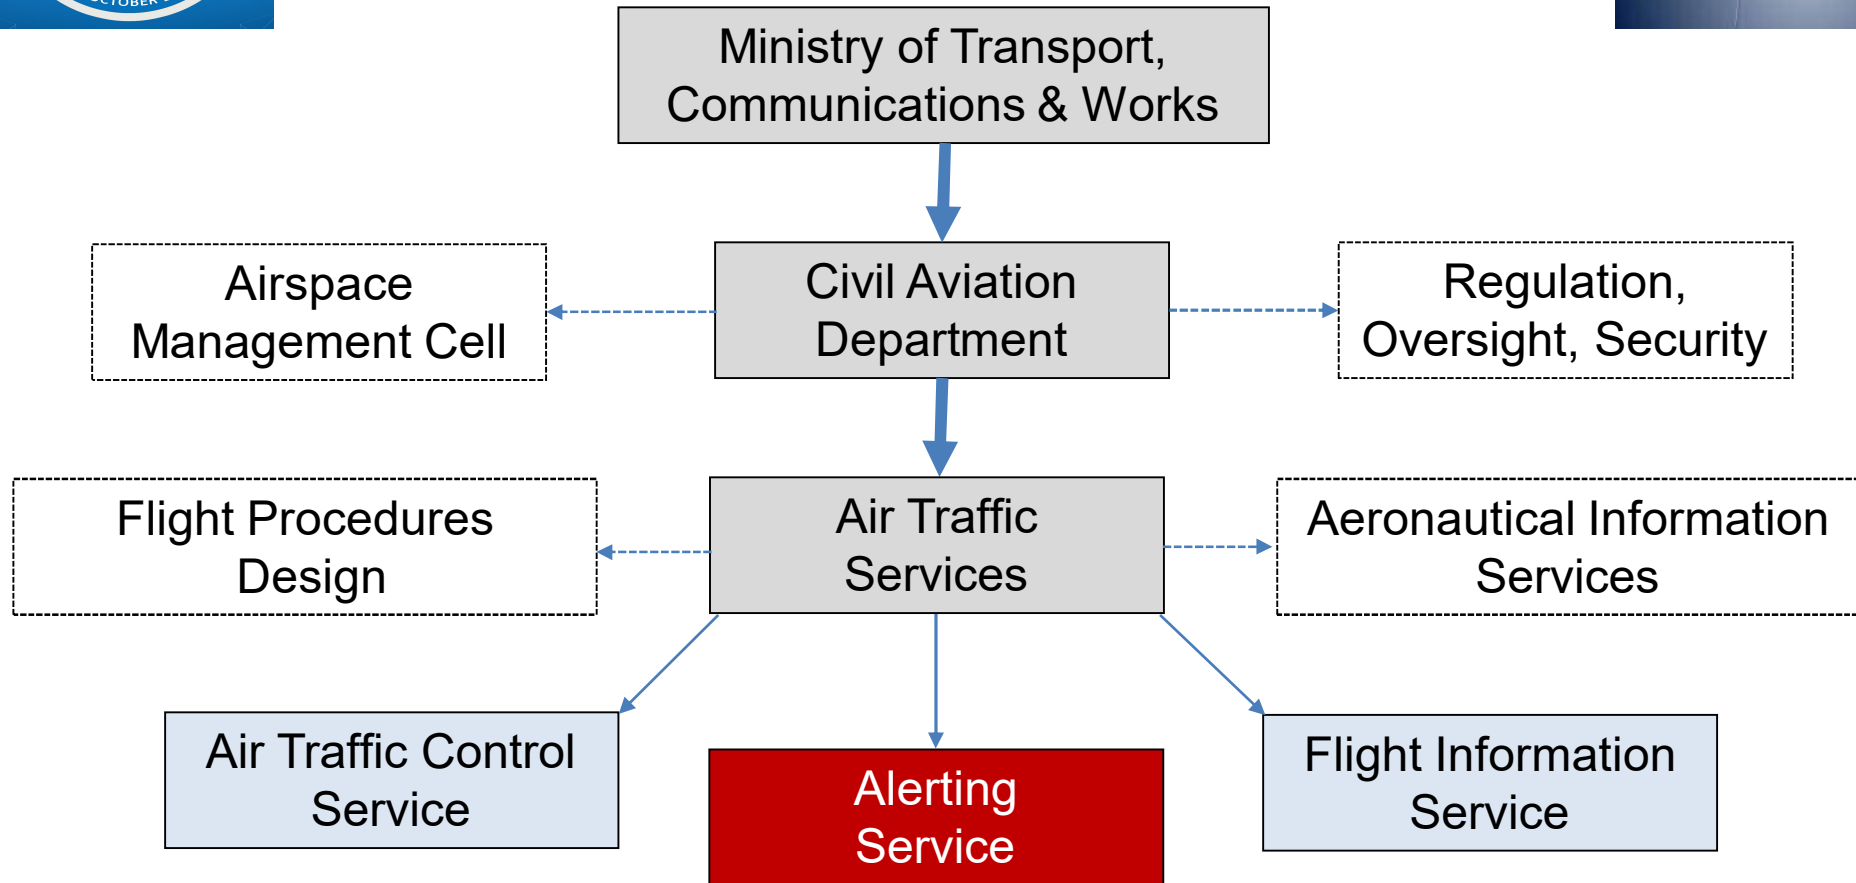 OCTOBER
Ministry of Transport,
Communications & Works
Airspace
Management Cell
Civil Aviation
Department
Regulation,
Oversight, Security
Flight Procedures
Design
Air Traffic
Services
Aeronautical Information
Services
Air Traffic Control
Service
Alerting
Service
Flight Information
Service